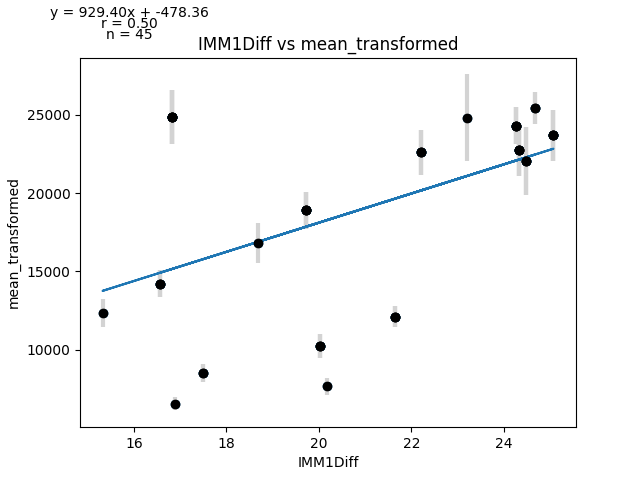 y = 929.40x + -478.36
r = 0.50
n = 45
IMM1Diff vs mean_transformed
25000
20000
15000
10000
mean_transformed
16
18
20
22
24
IMM1Diff